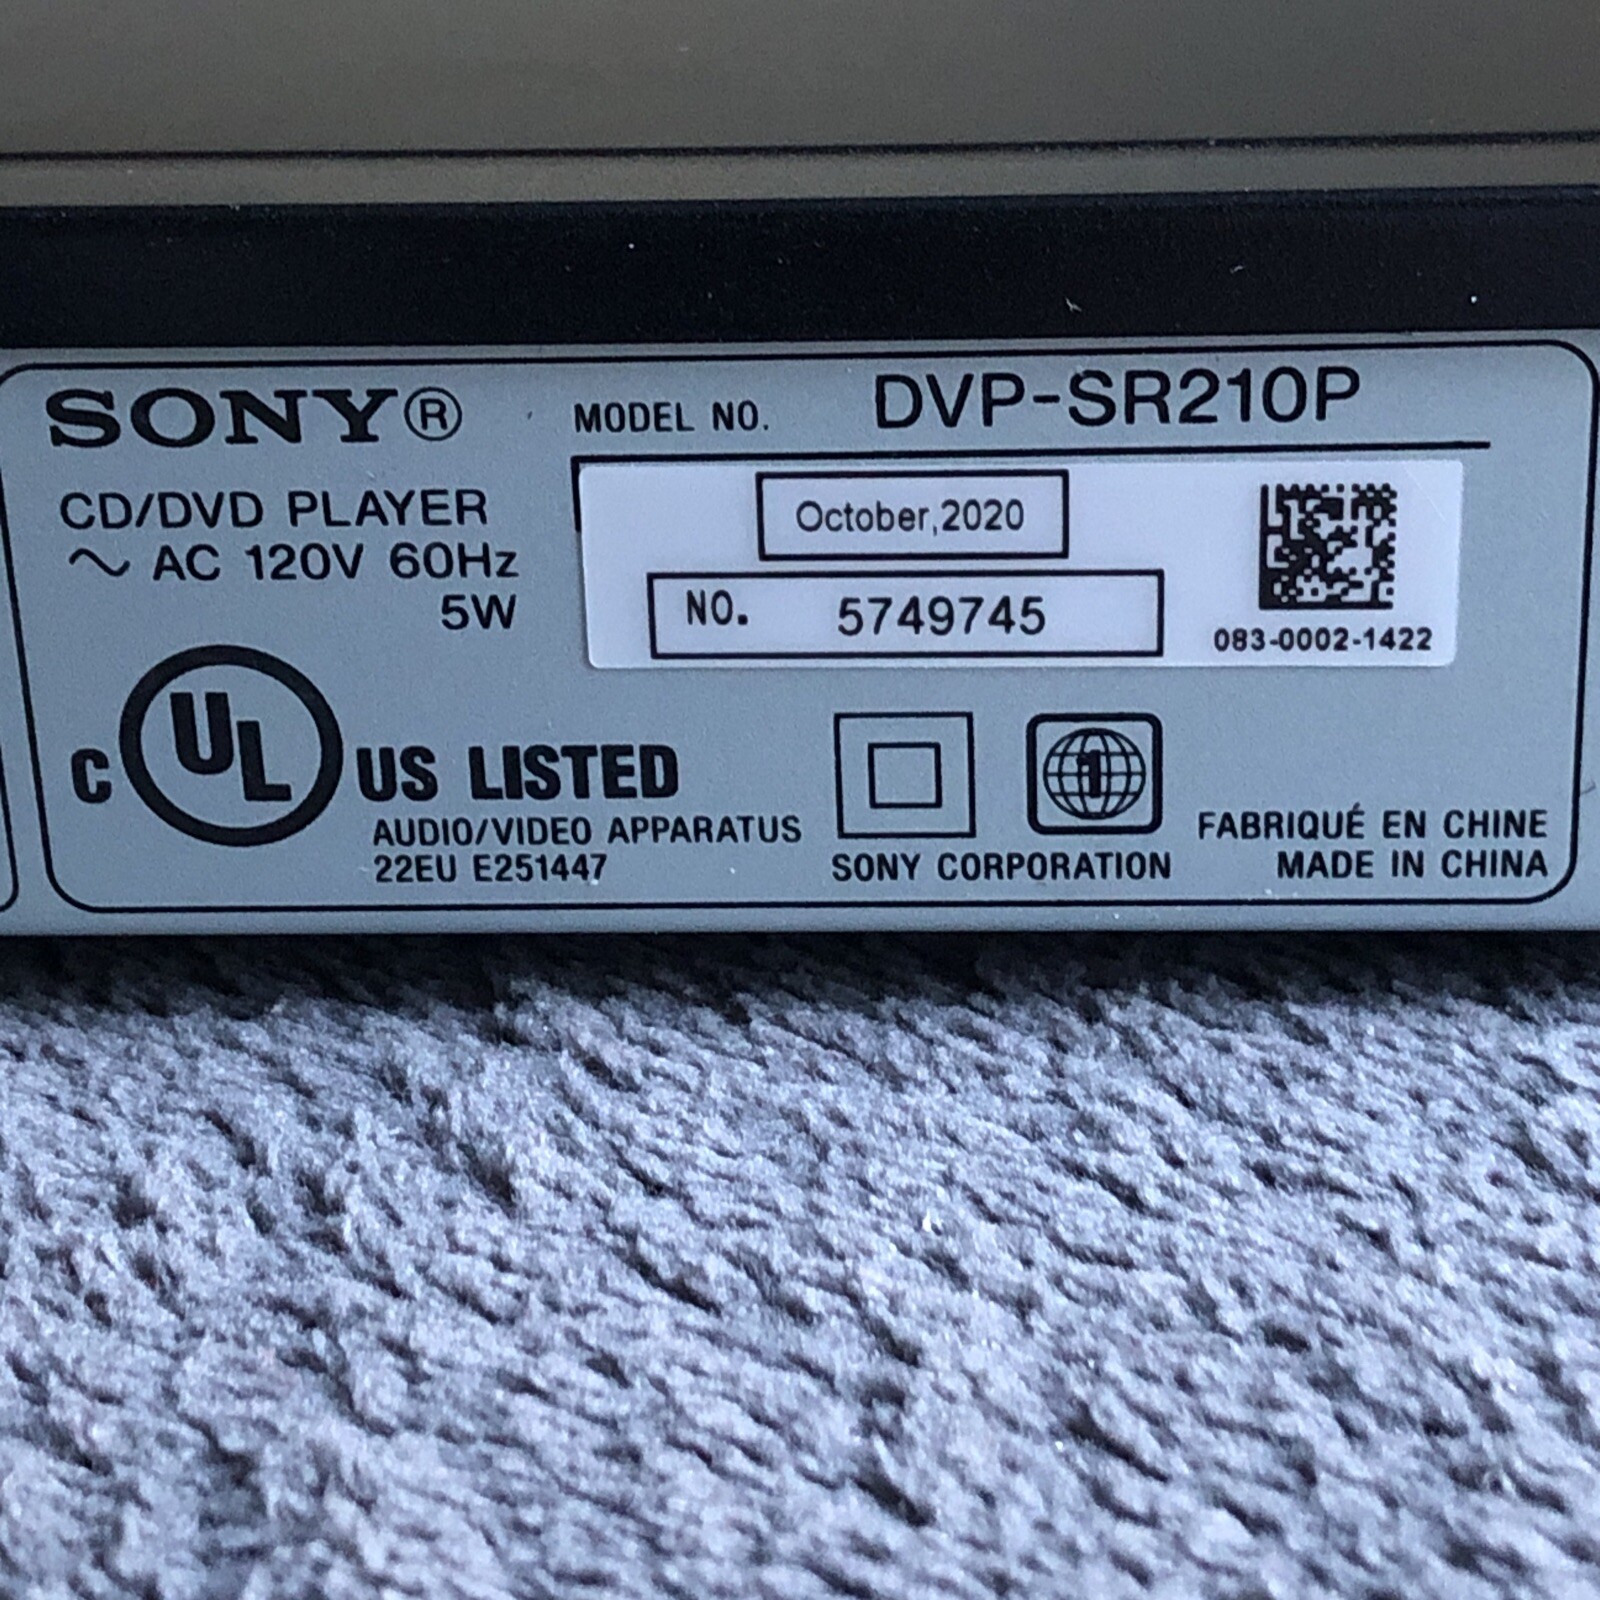 SONY® MODEL NO. DVP-SR210P
CD/DVD PLAYER
~ AC 120V 60Hz
5W
October,2020
NO. 5749745
083-0002-1422
C UL US LISTED
AUDIO/VIDEO APPARATUS
22EU E251447
1
SONY CORPORATION
FABRIQUÉ EN CHINE
MADE IN CHINA